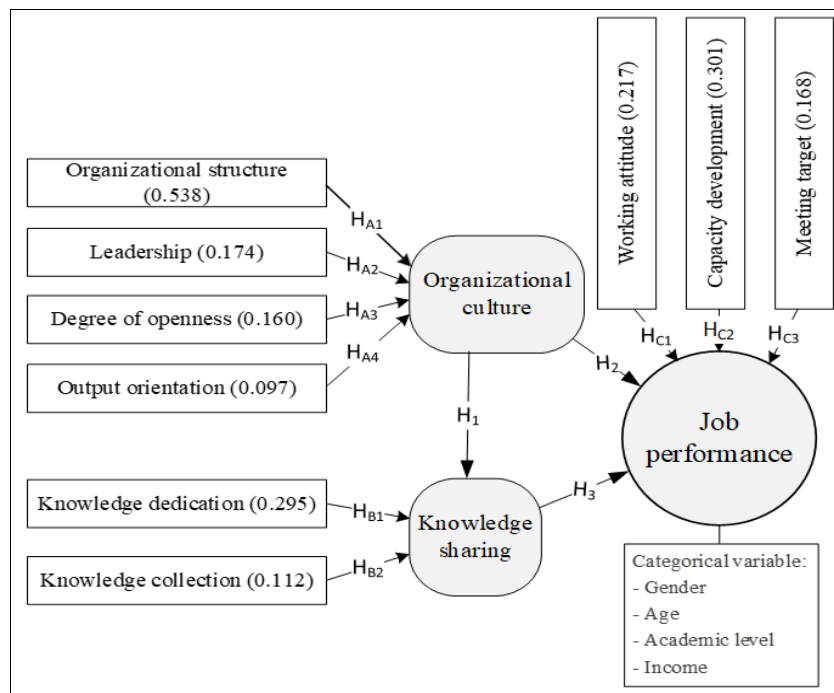 Organizational structure
(0.538)
Leadership (0.174)
Degree of openness (0.160)
Output orientation (0.097)
Knowledge dedication (0.295)
Knowledge collection (0.112)
HA1
HA2
HA3
HA4
HB1
HB2
Organizational
culture
H1
Knowledge
sharing
H2
H3
Working attitude (0.217)
Capacity development (0.301)
Meeting target (0.168)
HC1
HC2
HC3
Job
performance
Categorical variable:
- Gender
- Age
- Academic level
- Income